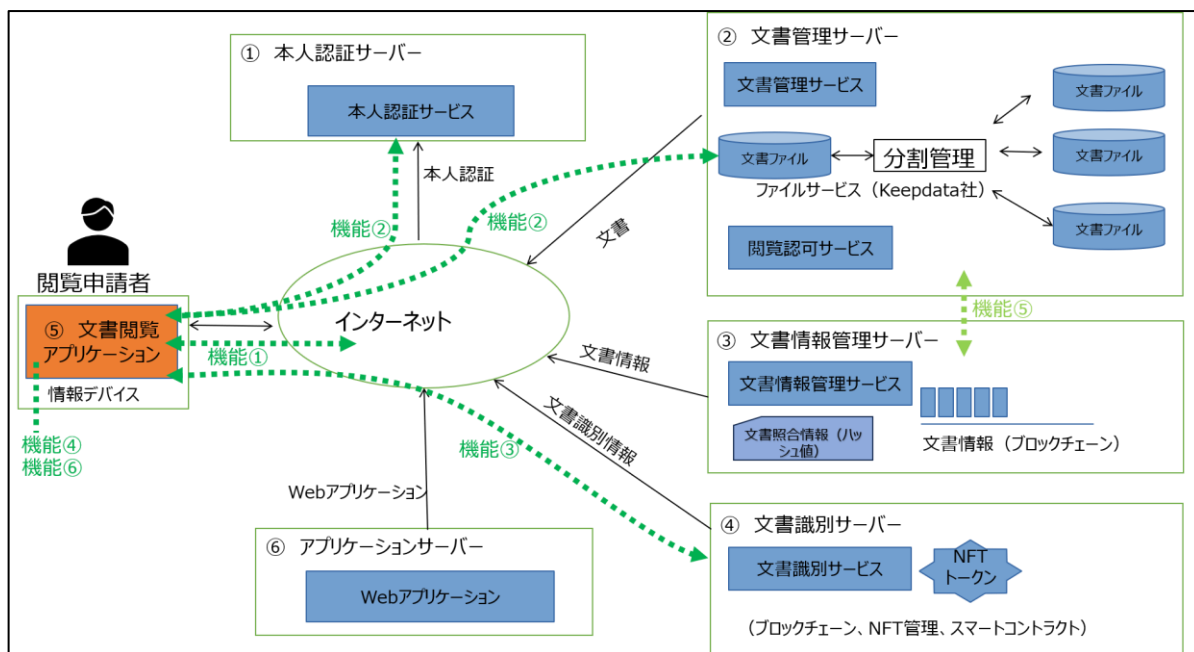 ① 本人認証サーバー
本人認証サービス
本人認証
機能②
機能②
② 文書管理サーバー
文書管理サービス
文書ファイル
分割管理
ファイルサービス（Keepdata社）
文書ファイル
文書ファイル
文書ファイル
閲覧認可サービス
文書
閲覧申請者
⑤ 文書閲覧
アプリケーション
情報デバイス
機能①
機能④
機能⑥
インターネット
機能⑤
③ 文書情報管理サーバー
文書情報管理サービス
文書照合情報（ハッ
シュ値）
文書情報（ブロックチェーン）
文書情報
文書識別情報
機能③
Webアプリケーション
⑥ アプリケーションサーバー
Webアプリケーション
④ 文書識別サーバー
文書識別サービス
NFT
トークン
（ブロックチェーン、NFT管理、スマートコントラクト）